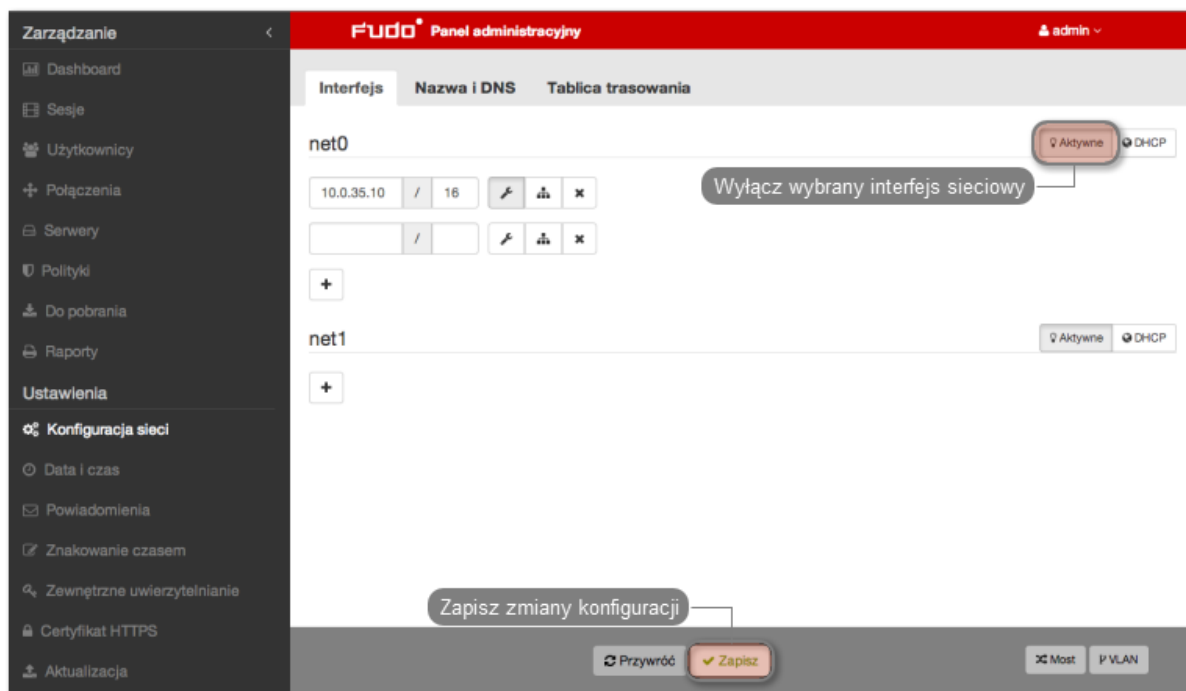 Zarządzanie
FUDO Panel administracyjny
admin
Dashboard
Sesje
Użytkownicy
Połączenia
Serwery
Polityki
Do pobrania
Raporty
Ustawienia
Konfiguracja sieci
Data i czas
Powiadomienia
Znakowanie czasem
Zewnętrzne uwierzytelnianie
Certyfikat HTTPS
Aktualizacja
Interfejs Nazwa i DNS Tablica trasowania
net0
Aktywne DHCP
Wyłącz wybrany interfejs sieciowy
10.0.35.10 / 16
/
+
net1
Aktywne DHCP
+
Zapisz zmiany konfiguracji
Przywróć Zapisz
Most VLAN